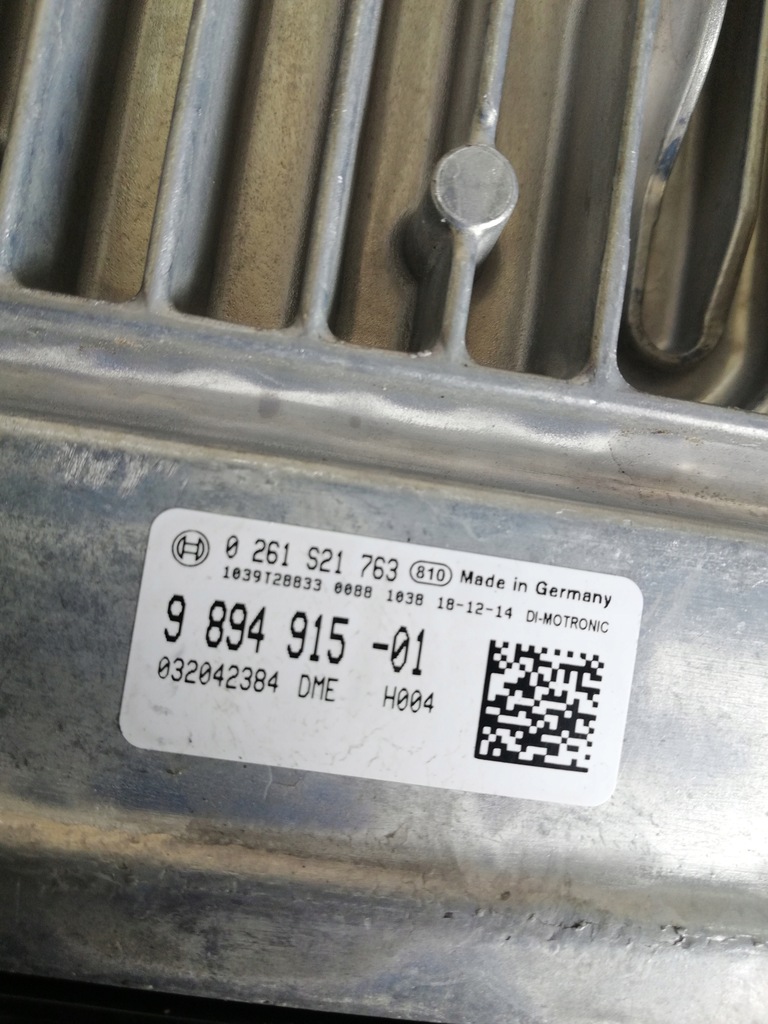 0 261 S21 763 810 Made in Germany
1039T28833 0088 1038 18-12-14 DI-MOTRONIC
9 894 915 -01
032042384 DME H004